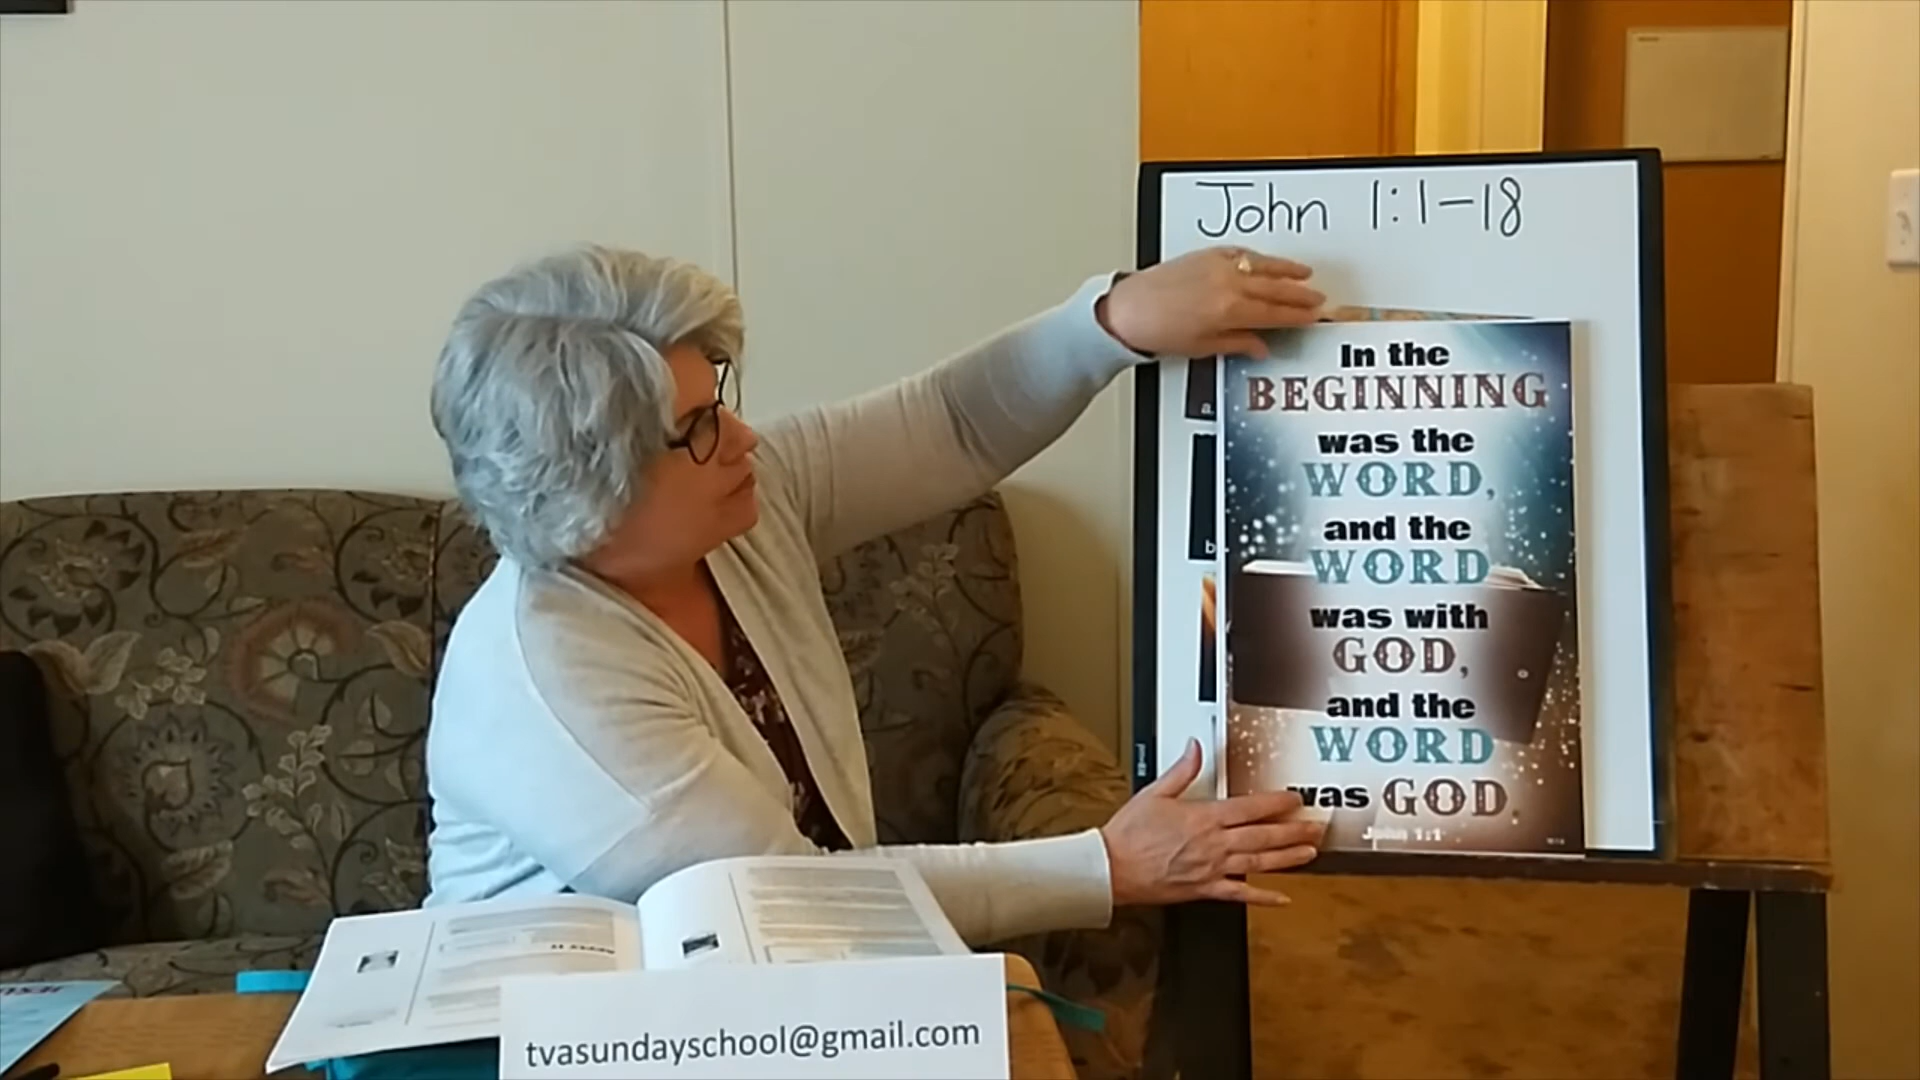 John 1:1-18
In the
BEGINNING
was the
WORD,
and the
WORD
was with
GOD,
and the
WORD
was GOD.
John 1:1
a.
b
tvasundayschool@gmail.com